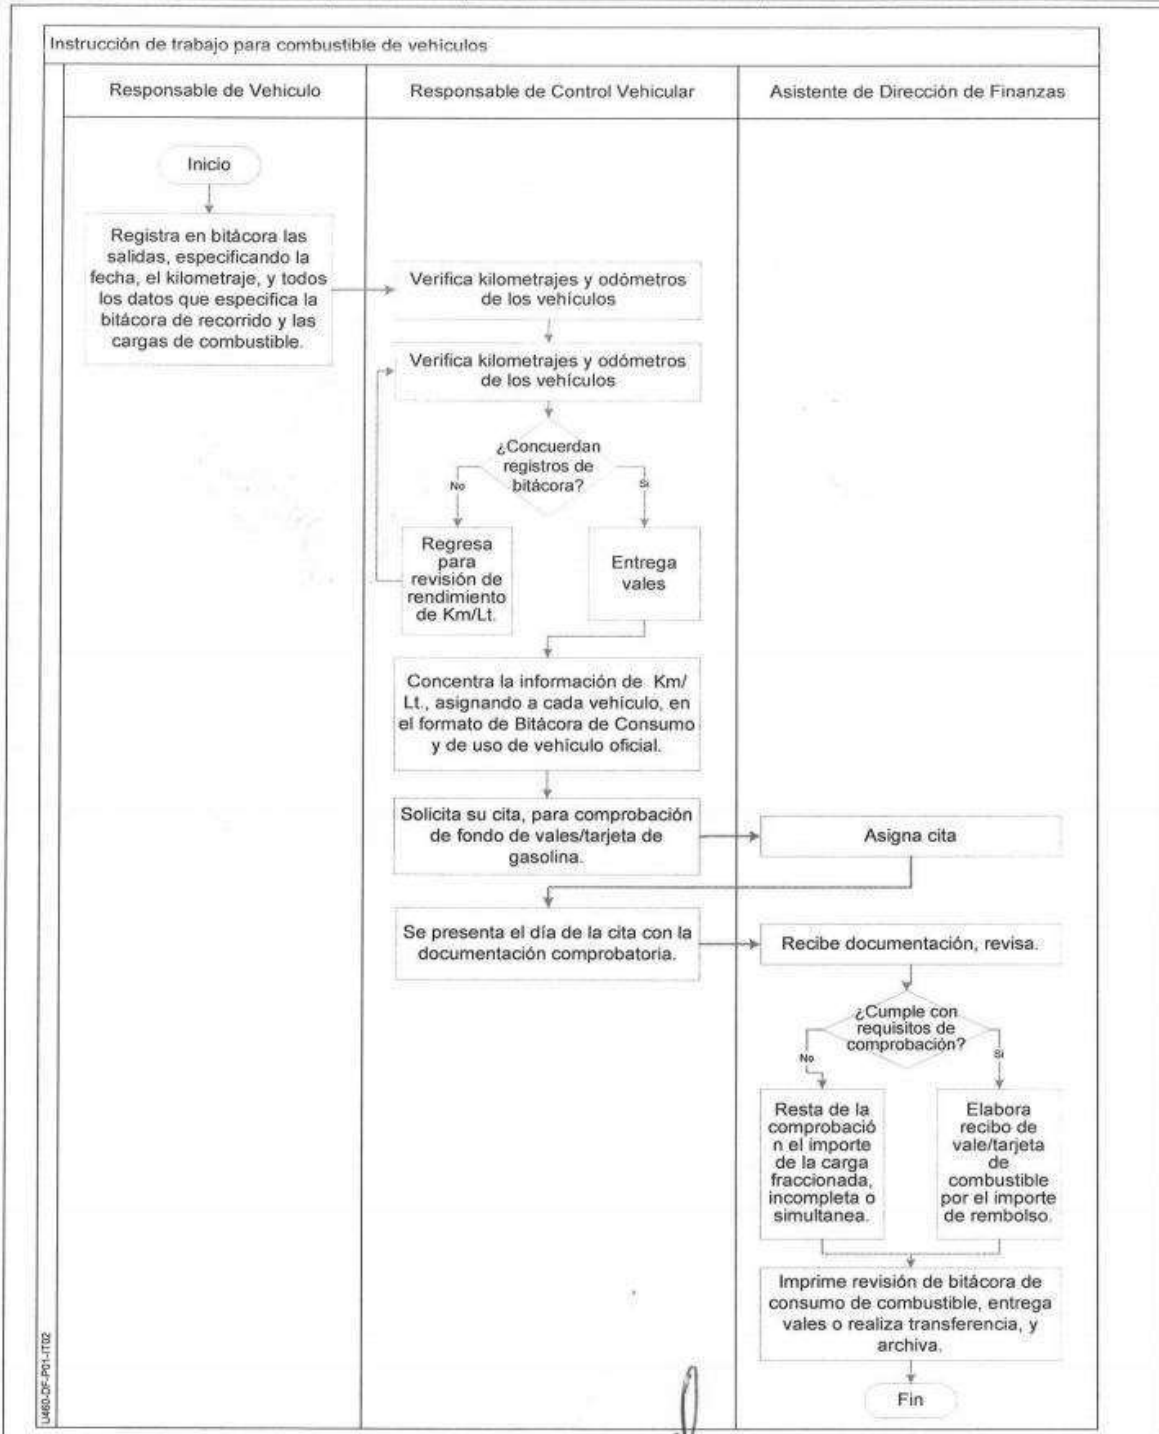 Instrucción de trabajo para combustible de vehiculos
Responsable de Vehiculo
Responsable de Control Vehicular
Asistente de Dirección de Finanzas
Inicio
Registra en bitácora las
salidas, especificando la
fecha, el kilometraje, y todos
los datos que especifica la
bitácora de recorrido y las
cargas de combustible.
Verifica kilometrajes y odómetros
de los vehículos
Verifica kilometrajes y odómetros
de los vehículos
¿Concuerdan
registros de
bitácora?
No
Si
Regresa
para
revisión de
rendimiento
de Km/Lt.
Entrega
vales
Concentra la información de Km/
Lt., asignando a cada vehículo, en
el formato de Bitácora de Consumo
y de uso de vehículo oficial.
Solicita su cita, para comprobación
de fondo de vales/tarjeta de
gasolina.
Asigna cita
Se presenta el día de la cita con la
documentación comprobatoria.
Recibe documentación, revisa.
¿Cumple con
requisitos de
comprobación?
No
Si
Resta de la
comprobació
n el importe
de la carga
fraccionada,
incompleta o
simultanea.
Elabora
recibo de
vale/tarjeta
de
combustible
por el importe
de rembolso.
Imprime revisión de bitácora de
consumo de combustible, entrega
vales o realiza transferencia, y
archiva.
Fin
U460-DF-P01-IT02